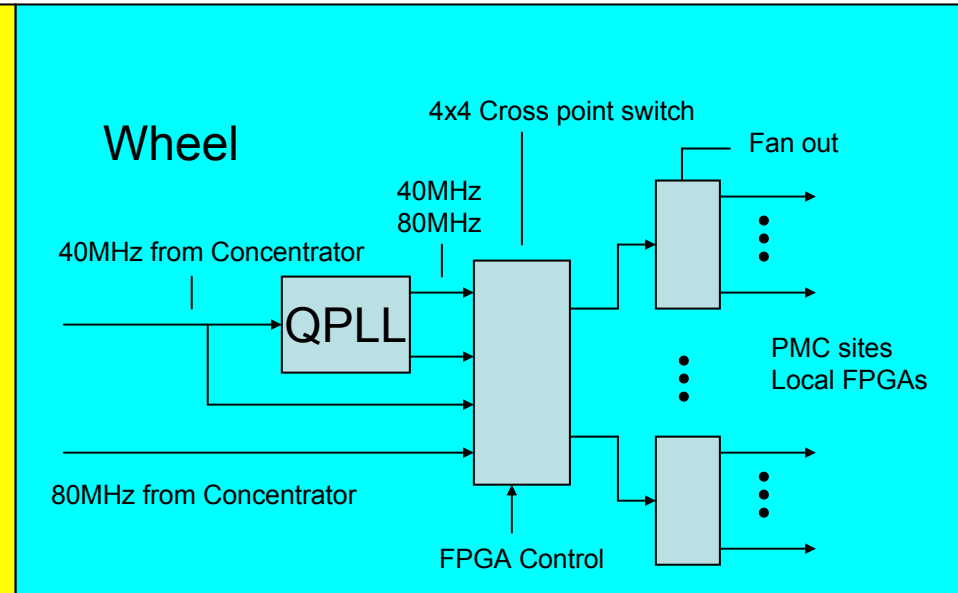 4x4 Cross point switch
Wheel
Fan out
40MHz
80MHz
40MHz from Concentrator
QPLL
PMC sites
Local FPGAs
80MHz from Concentrator
FPGA Control